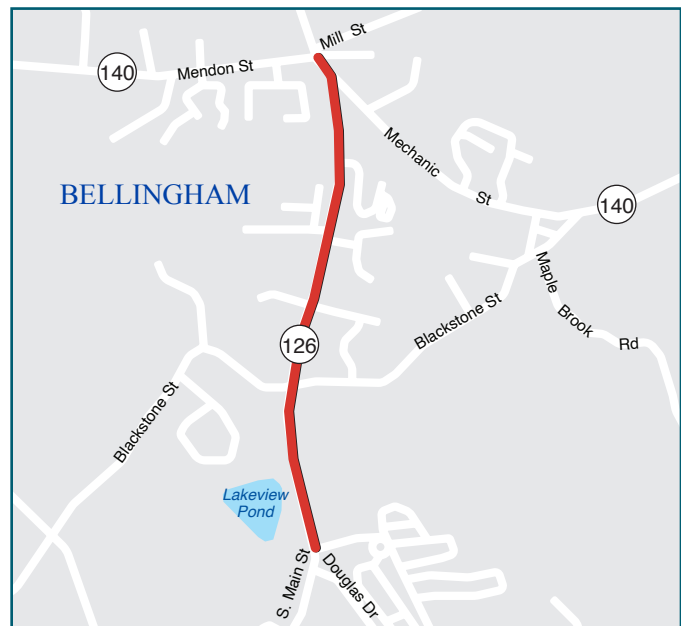 Mill St
140
Mendon St
Mechanic
St
BELLINGHAM
140
Maple
Brook
Rd
Blackstone St
126
Blackstone St
Lakeview
Pond
S. Main St
Douglas Dr